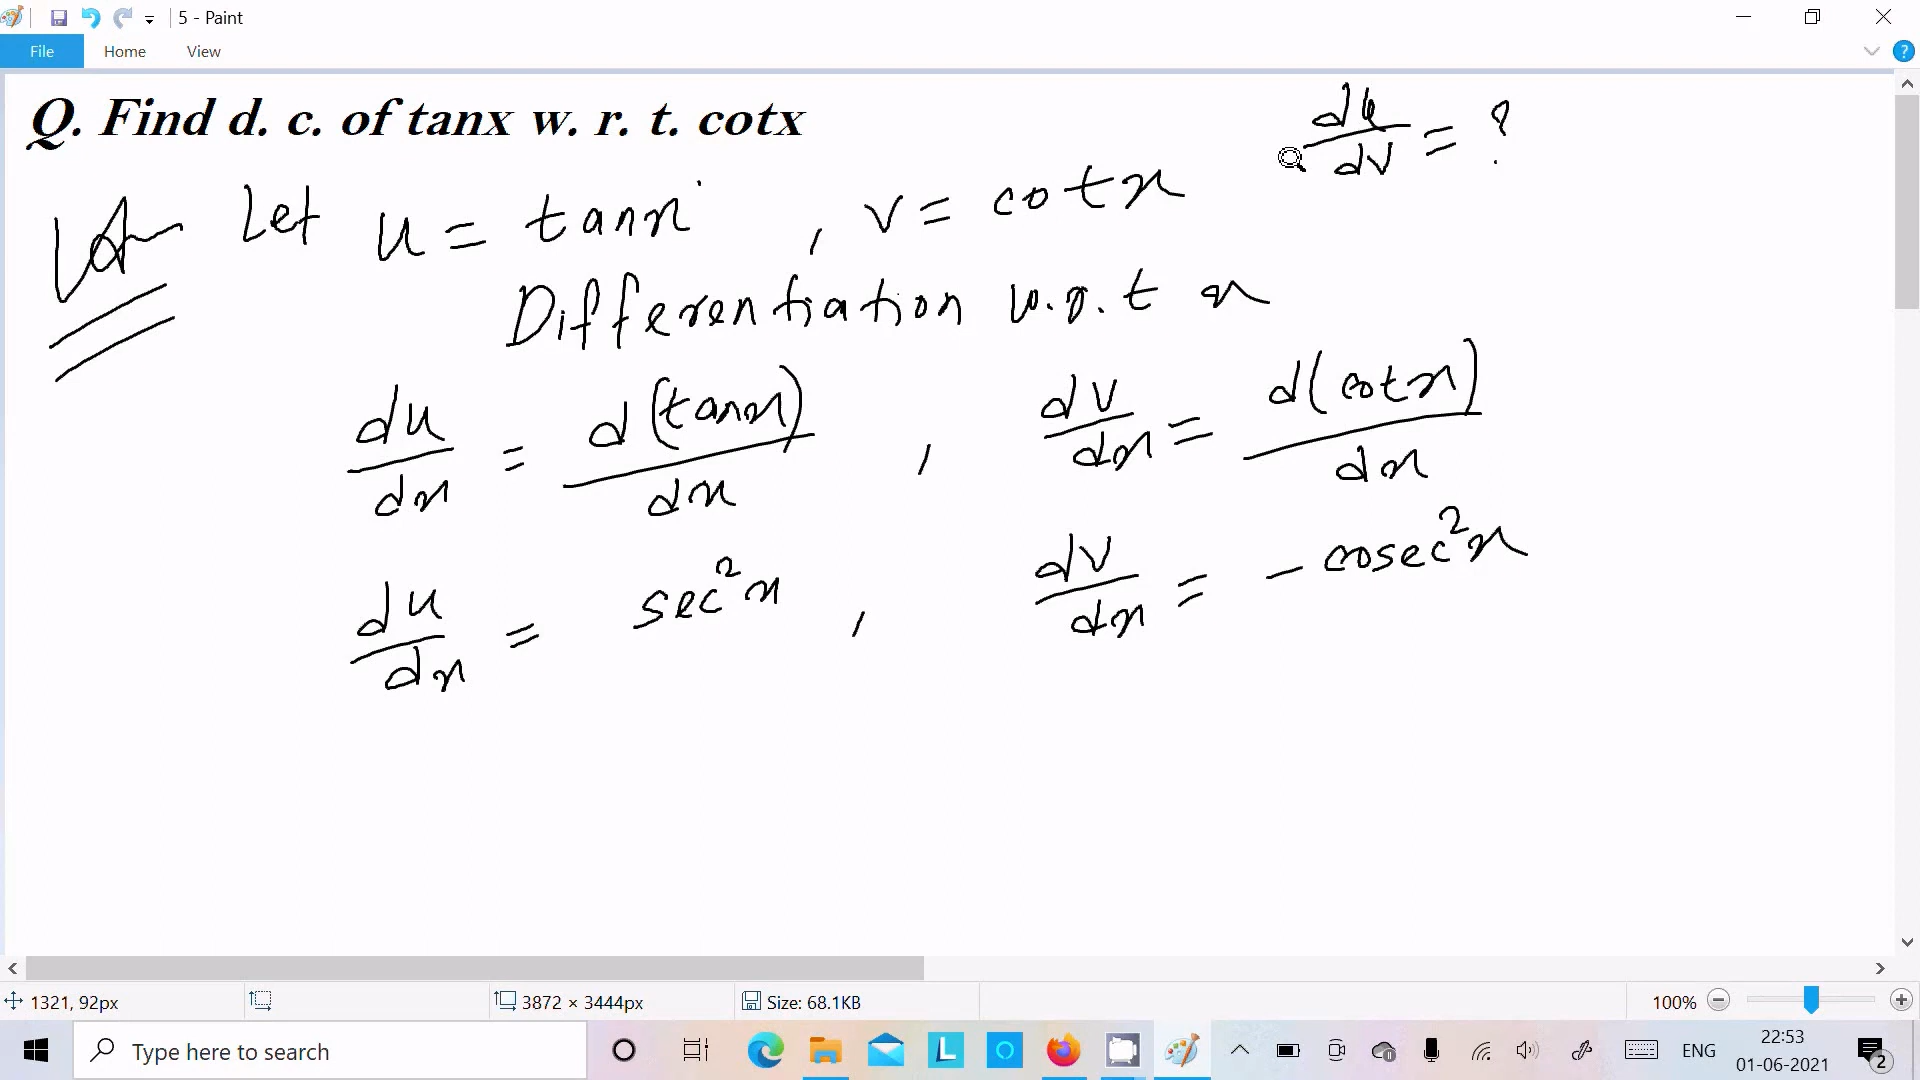 5 - Paint
File Home View
Q. Find d. c. of tanx w. r. t. cotx
du/dv = ?
Let u = tanx , v = cotx
Differentiation w.r.t x
du/dx = d(tanx)/dx , dv/dx = d(cotx)/dx
du/dx = sec²x , dv/dx = - cosec²x
1321, 92px 3872 × 3444px Size: 68.1KB 100%
Type here to search
ENG
22:53
01-06-2021
2